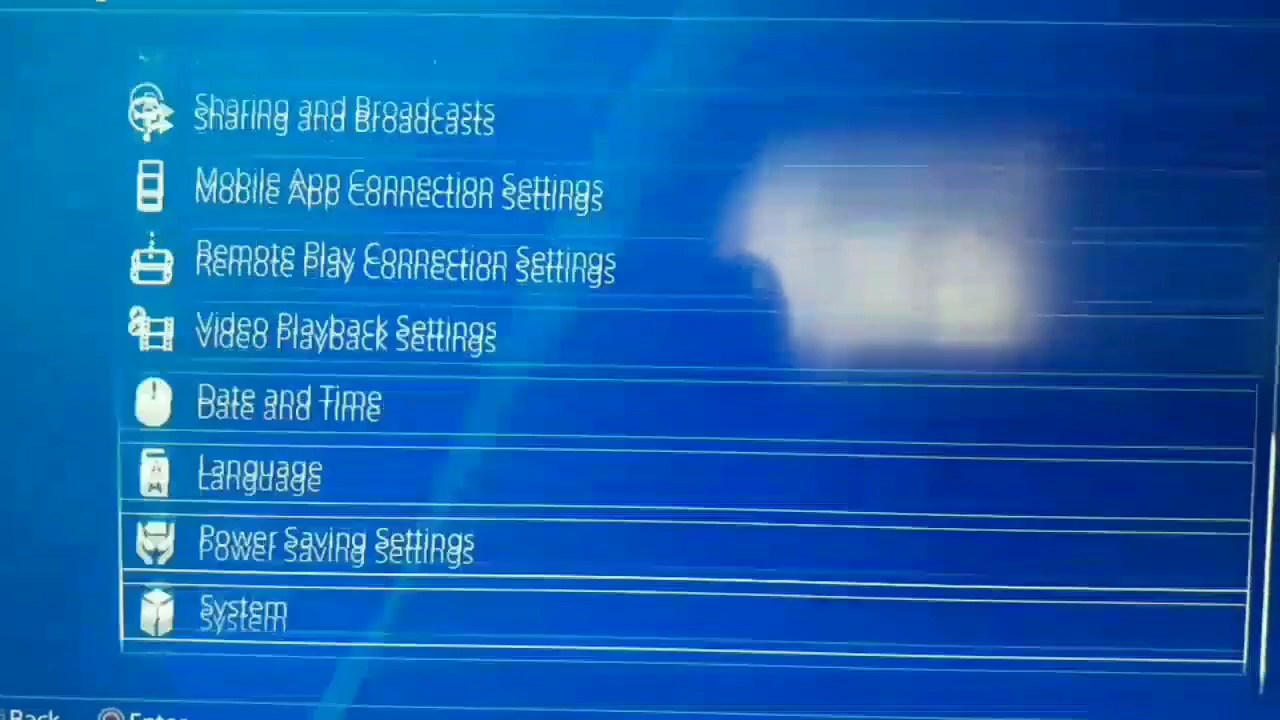 Sharing and Broadcasts
Mobile App Connection Settings
Remote Play Connection Settings
Video Playback Settings
Date and Time
Language
Power Saving Settings
System
Back Enter